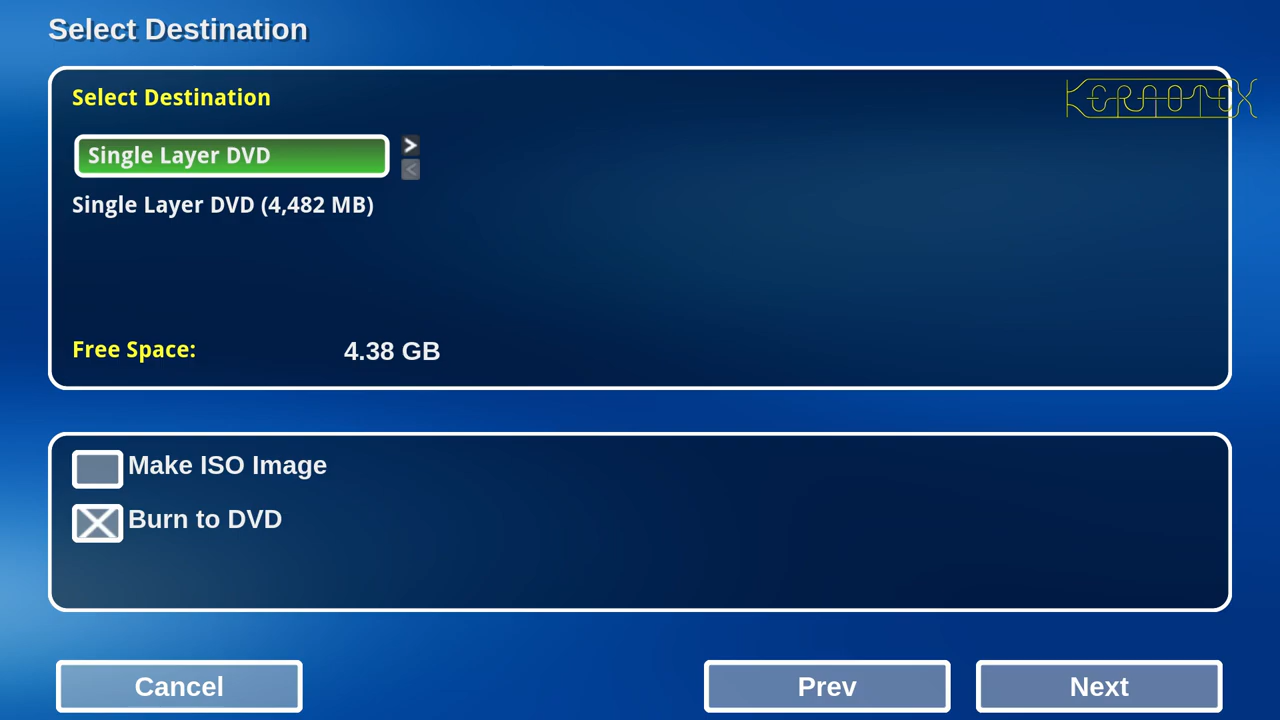 Select Destination
Select Destination
KERAOTEX
Single Layer DVD
Single Layer DVD (4,482 MB)
Free Space: 4.38 GB
Make ISO Image
Burn to DVD
Cancel
Prev
Next